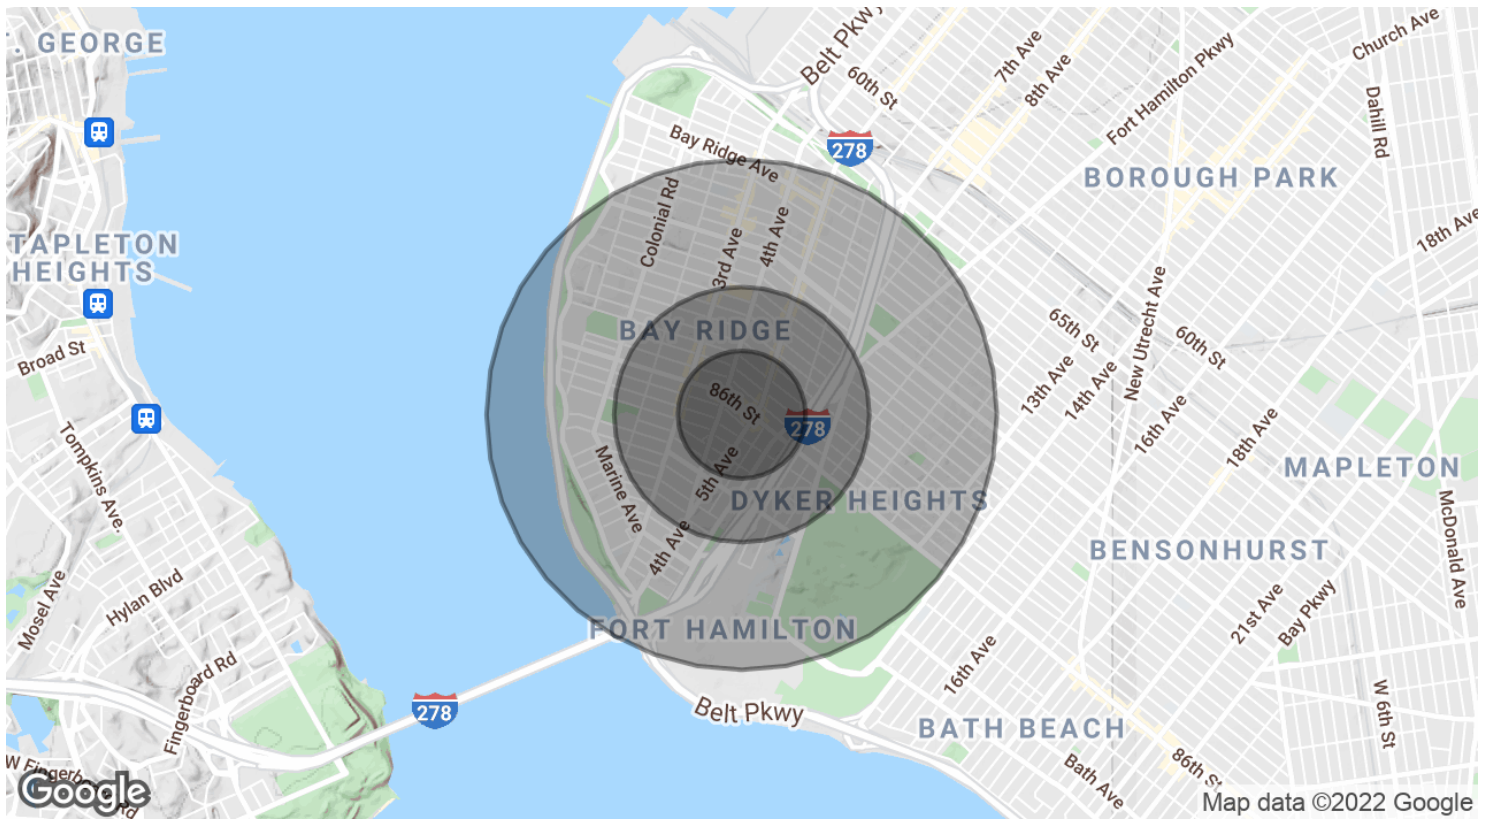 T. GEORGE
Belt Pkwy
60th St
7th Ave
8th Ave
Fort Hamilton Pkwy
Church Ave
Dahill Rd
278
Bay Ridge Ave
BOROUGH PARK
Colonial Rd
3rd Ave
4th Ave
18th Ave
TAPLETON
HEIGHTS
Broad St
BAY RIDGE
65th St
New Utrecht Ave
60th St
13th Ave
14th Ave
16th Ave
18th Ave
86th St
278
Tompkins Ave.
Marine Ave
5th Ave
DYKER HEIGHTS
MAPLETON
McDonald Ave
4th Ave
BENSONHURST
Mosel Ave
Hylan Blvd
21st Ave
Bay Pkwy
FORT HAMILTON
Fingerboard Rd
16th Ave
W 6th St
278
Belt Pkwy
BATH BEACH
Bath Ave
86th St
W Fingerboard Rd
Google
Map data ©2022 Google